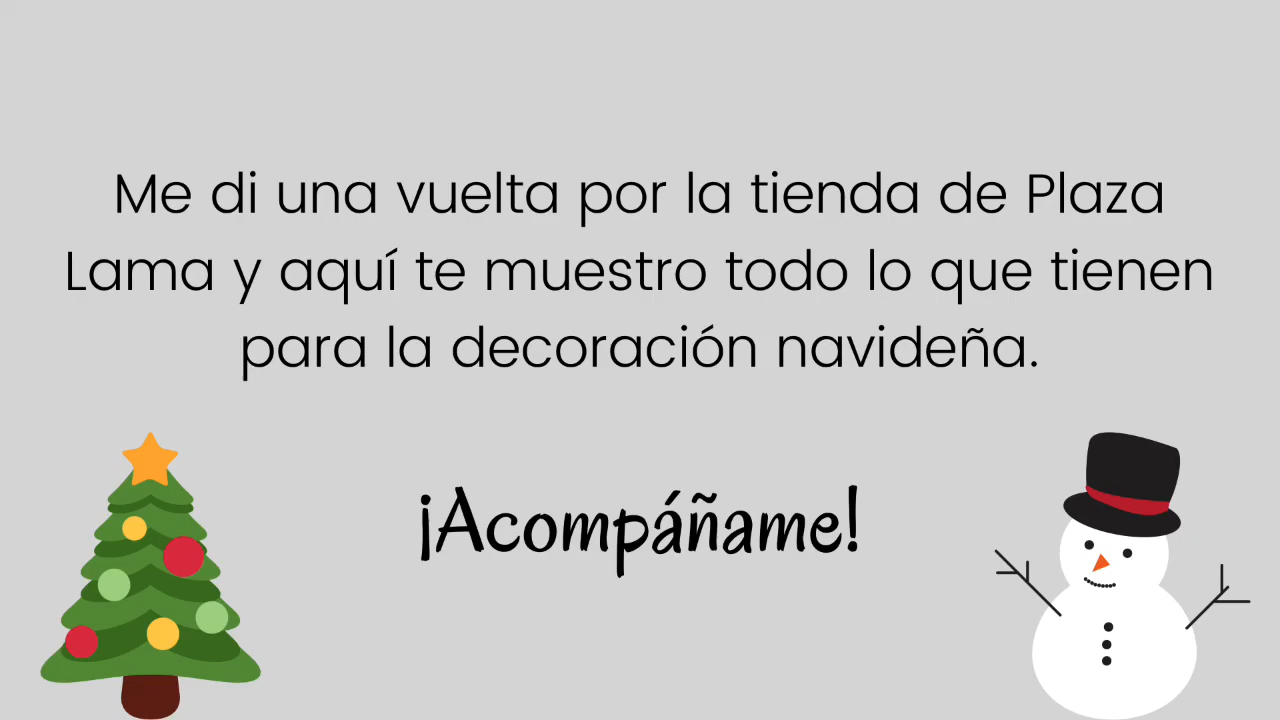 Me di una vuelta por la tienda de Plaza
Lama y aquí te muestro todo lo que tienen
para la decoración navideña.
¡Acompáñame!